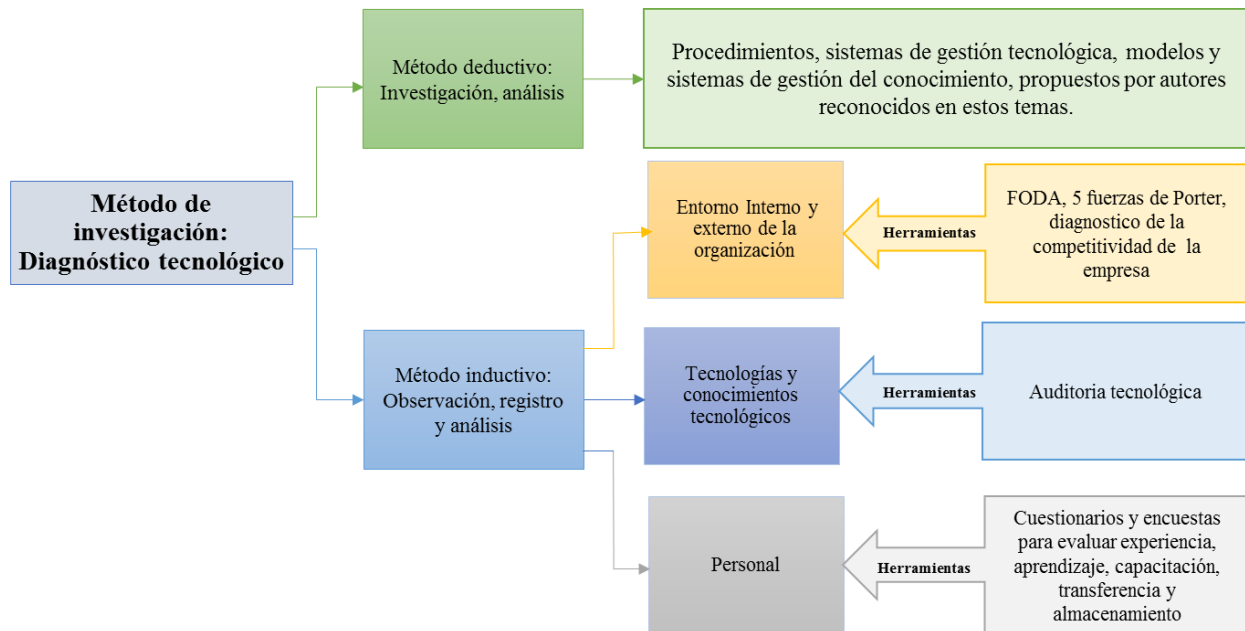 Método de
investigación:
Diagnóstico tecnológico
Método deductivo:
Investigación, análisis
Procedimientos, sistemas de gestión tecnológica, modelos y
sistemas de gestión del conocimiento, propuestos por autores
reconocidos en estos temas.
Método inductivo:
Observación, registro
y análisis
Entorno Interno y
externo de la
organización
Herramientas
FODA, 5 fuerzas de Porter,
diagnostico de la
competitividad de la
empresa
Tecnologías y
conocimientos
tecnológicos
Herramientas
Auditoria tecnológica
Personal
Herramientas
Cuestionarios y encuestas
para evaluar experiencia,
aprendizaje, capacitación,
transferencia y
almacenamiento